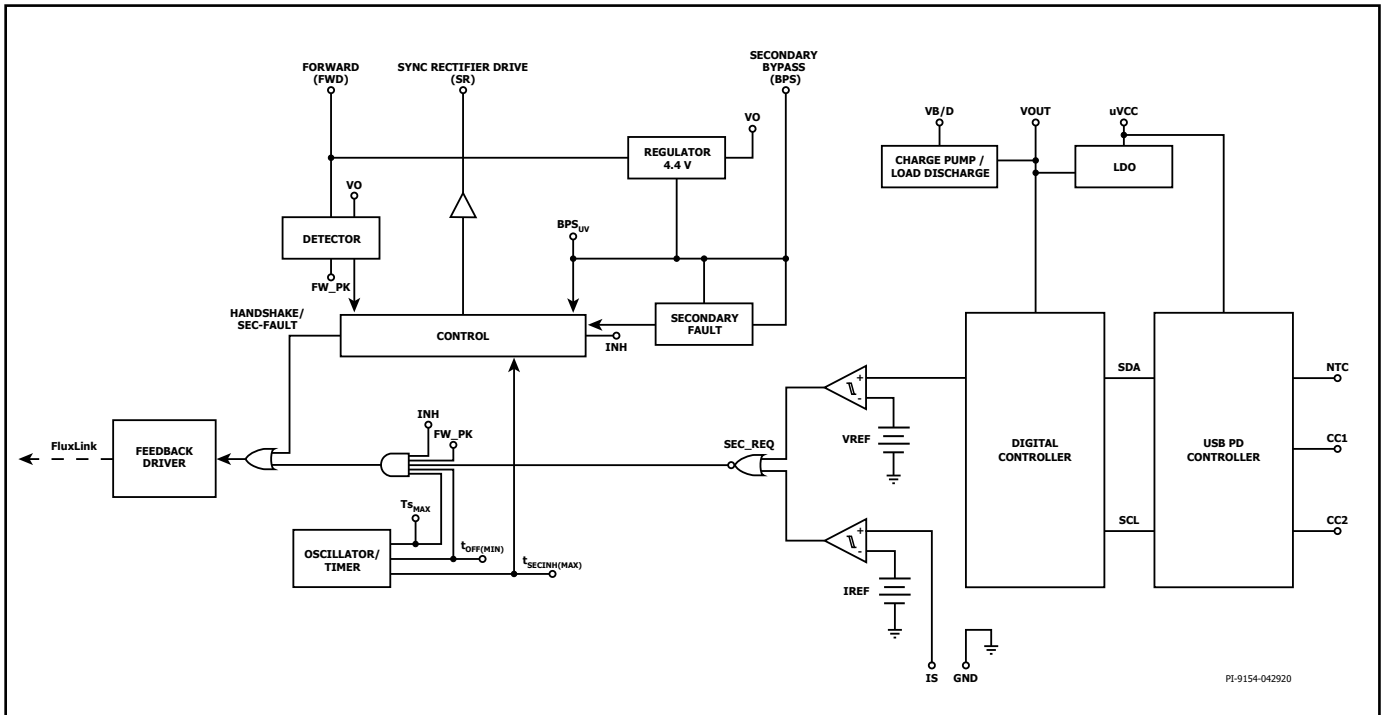 FORWARD
(FWD)
SYNC RECTIFIER DRIVE
(SR)
SECONDARY
BYPASS
(BPS)
VO
REGULATOR
4.4 V
VB/D
VOUT
uVCC
CHARGE PUMP /
LOAD DISCHARGE
LDO
VO
DETECTOR
FW_PK
BPSUV
HANDSHAKE/
SEC-FAULT
CONTROL
INH
SECONDARY
FAULT
FluxLink
FEEDBACK
DRIVER
INH
FW_PK
SEC_REQ
+
-
VREF
DIGITAL
CONTROLLER
SDA
SCL
USB PD
CONTROLLER
NTC
CC1
CC2
TsMAX
OSCILLATOR/
TIMER
tOFF(MIN)
tSECINH(MAX)
+
-
IREF
IS
GND
PI-9154-042920